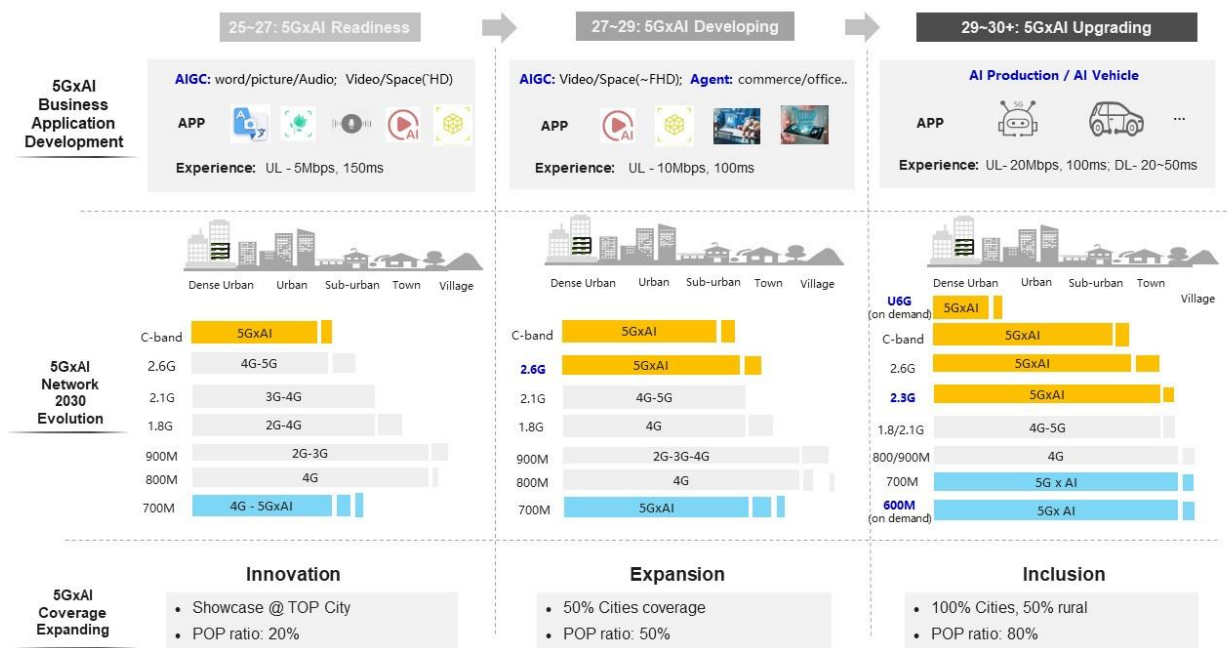 25~27: 5GxAI Readiness
27~29: 5GxAI Developing
29~30+: 5GxAI Upgrading
5GxAI
Business
Application
Development
AIGC: word/picture/Audio; Video/Space(~HD)
APP
AI
Experience: UL - 5Mbps, 150ms
AIGC: Video/Space(~FHD); Agent: commerce/office..
APP
AI
Experience: UL - 10Mbps, 100ms
AI Production / AI Vehicle
APP
5G
...
Experience: UL- 20Mbps, 100ms; DL- 20~50ms
5GxAI
Network
2030
Evolution
Dense Urban Urban Sub-urban Town Village
C-band 5GxAI
2.6G 4G-5G
2.1G 3G-4G
1.8G 2G-4G
900M 2G-3G
800M 4G
700M 4G - 5GxAI
Dense Urban Urban Sub-urban Town Village
C-band 5GxAI
2.6G 5GxAI
2.1G 4G-5G
1.8G 4G
900M 2G-3G-4G
800M 4G
700M 5GxAI
Dense Urban Urban Sub-urban Town Village
U6G 5GxAI
(on demand)
C-band 5GxAI
2.6G 5GxAI
2.3G 5GxAI
1.8/2.1G 4G-5G
800/900M 4G
700M 5G x AI
600M 5Gx AI
(on demand)
5GxAI
Coverage
Expanding
Innovation
• Showcase @ TOP City
• POP ratio: 20%
Expansion
• 50% Cities coverage
• POP ratio: 50%
Inclusion
• 100% Cities, 50% rural
• POP ratio: 80%